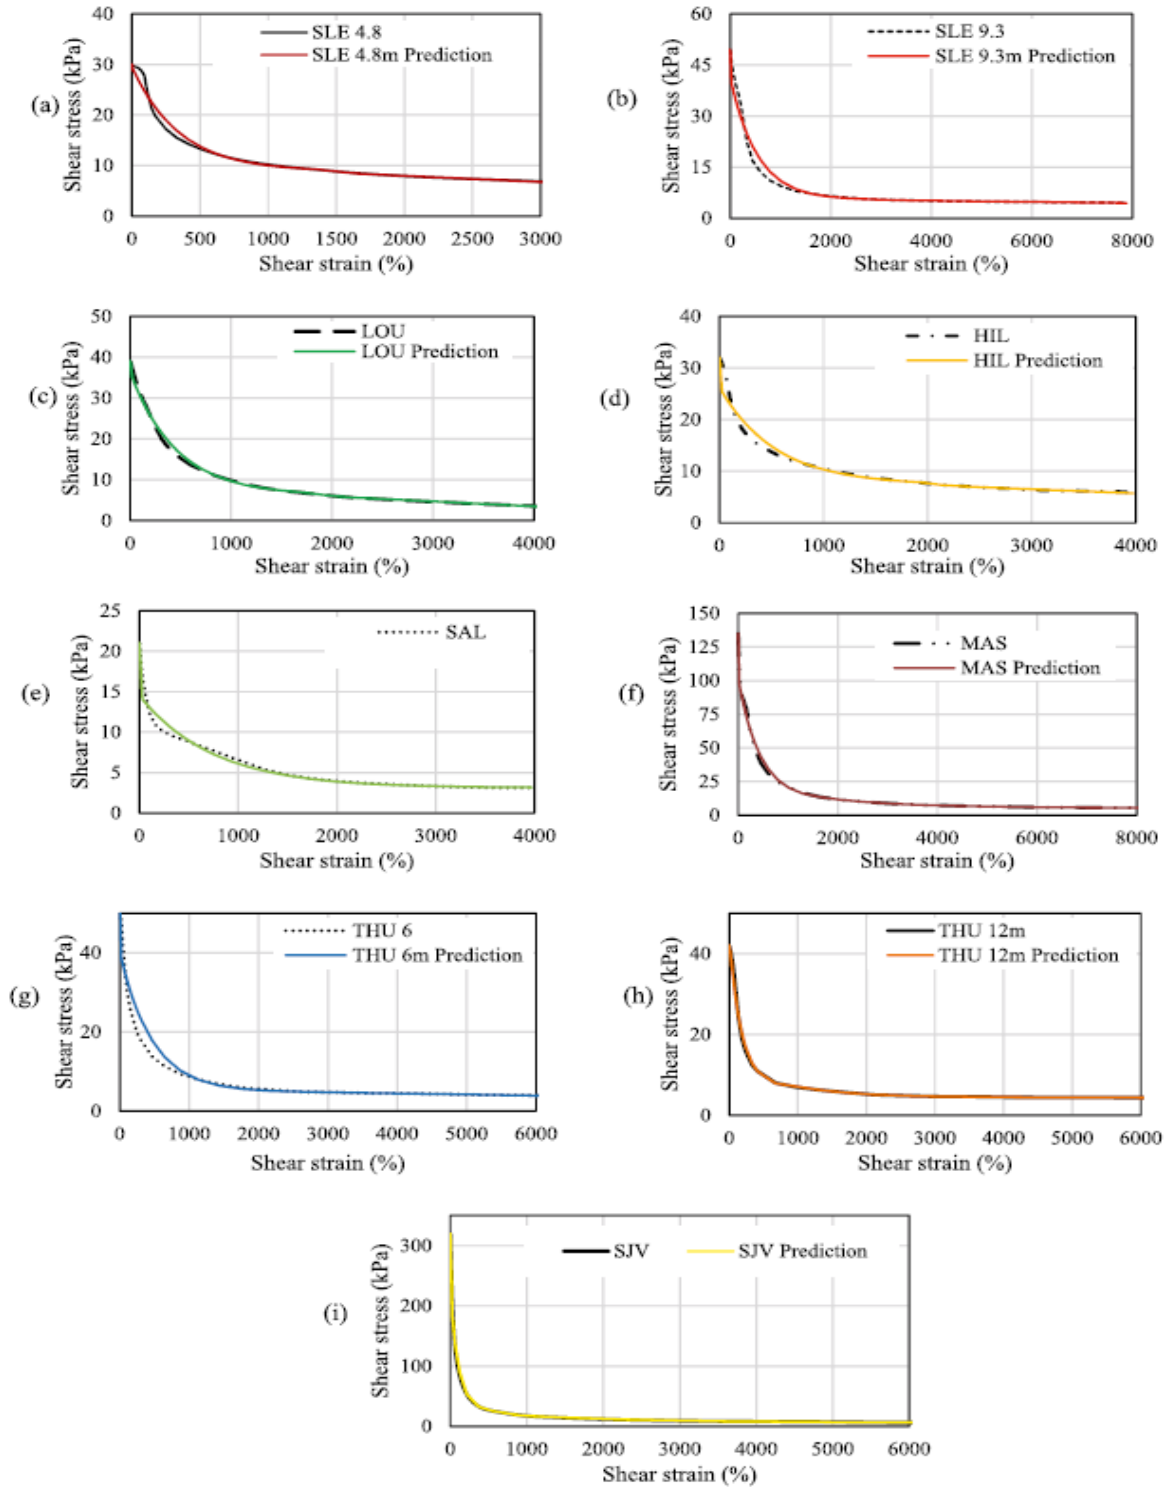 (a)
Shear stress (kPa)
40
30
20
10
0
SLE 4.8
SLE 4.8m Prediction
0 500 1000 1500 2000 2500 3000
Shear strain (%)
(b)
Shear stress (kPa)
60
45
30
15
0
SLE 9.3
SLE 9.3m Prediction
0 2000 4000 6000 8000
Shear strain (%)
(c)
Shear stress (kPa)
50
40
30
20
10
0
LOU
LOU Prediction
0 1000 2000 3000 4000
Shear strain (%)
(d)
Shear stress (kPa)
40
30
20
10
0
HIL
HIL Prediction
0 1000 2000 3000 4000
Shear strain (%)
(e)
Shear stress (kPa)
25
20
15
10
5
0
SAL
0 1000 2000 3000 4000
Shear strain (%)
(f)
Shear stress (kPa)
150
125
100
75
50
25
0
MAS
MAS Prediction
0 2000 4000 6000 8000
Shear strain (%)
(g)
Shear stress (kPa)
40
20
0
THU 6
THU 6m Prediction
0 1000 2000 3000 4000 5000 6000
Shear strain (%)
(h)
Shear stress (kPa)
40
20
0
THU 12m
THU 12m Prediction
0 1000 2000 3000 4000 5000 6000
Shear strain (%)
(i)
Shear stress (kPa)
300
200
100
0
SJV SJV Prediction
0 1000 2000 3000 4000 5000 6000
Shear strain (%)